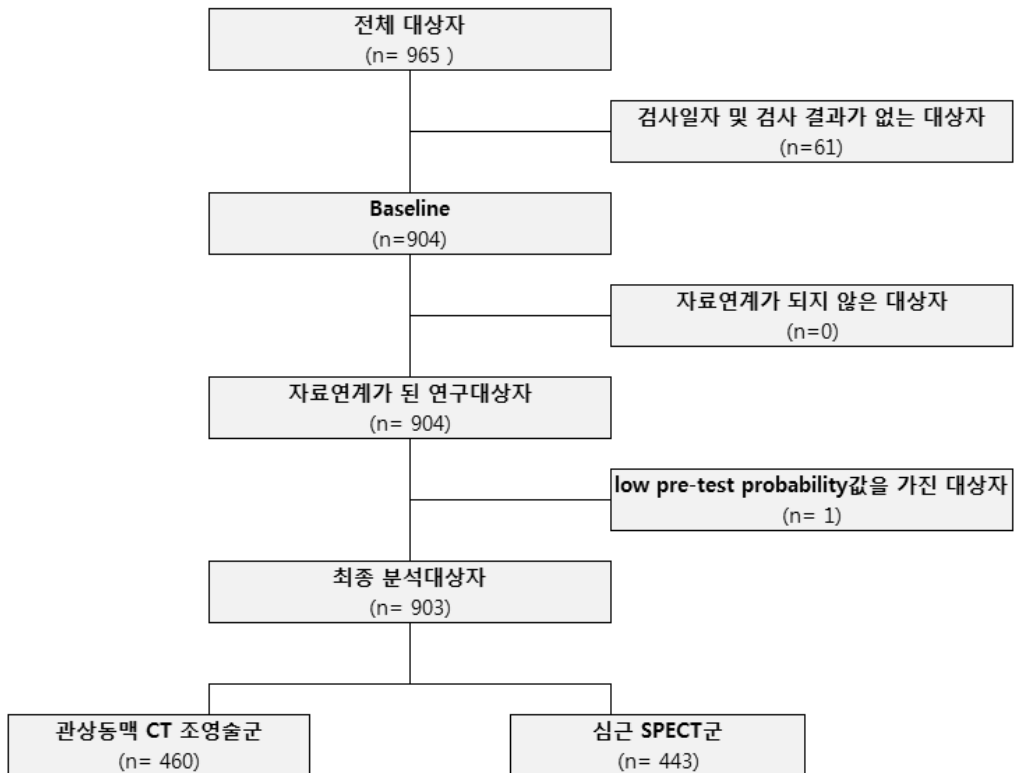 전체 대상자
(n= 965 )
검사일자 및 검사 결과가 없는 대상자
(n=61)
Baseline
(n=904)
자료연계가 되지 않은 대상자
(n=0)
자료연계가 된 연구대상자
(n= 904)
low pre-test probability값을 가진 대상자
(n= 1)
최종 분석대상자
(n= 903)
관상동맥 CT 조영술군
(n= 460)
심근 SPECT군
(n= 443)